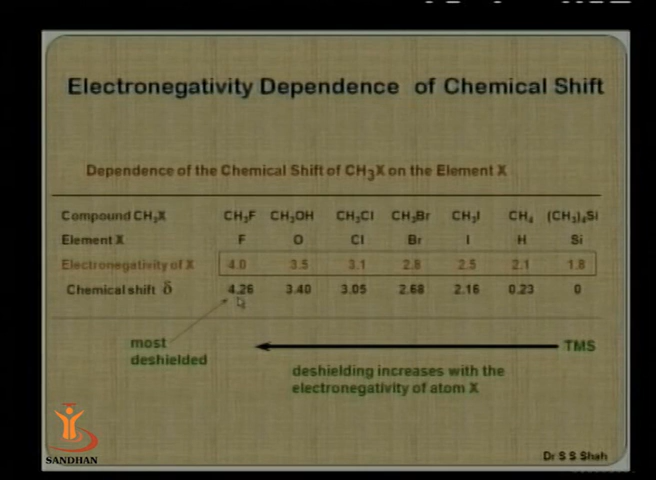 Electronegativity Dependence of Chemical Shift
Dependence of the Chemical Shift of CH₃X on the Element X
Compound CH₃X CH₃F CH₃OH CH₃Cl CH₃Br CH₃I CH₄ (CH₃)₄Si
Element X F O Cl Br I H Si
Electronegativity of X 4.0 3.5 3.1 2.8 2.5 2.1 1.8
Chemical shift δ 4.26 3.40 3.05 2.68 2.16 0.23 0
most
deshielded
TMS
deshielding increases with the
electronegativity of atom X
SANDHAN
Dr S S Shah